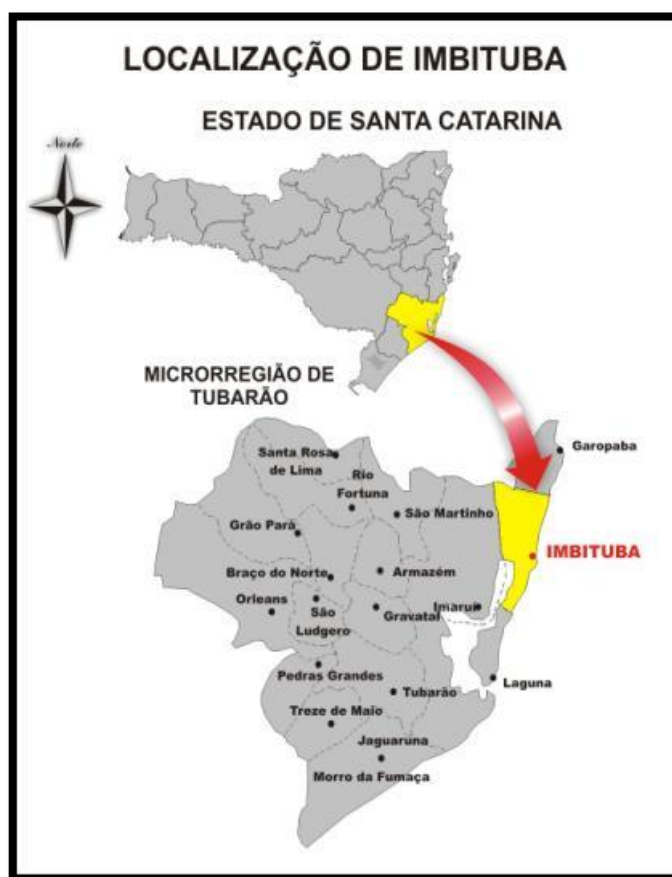 LOCALIZAÇÃO DE IMBITUBA
ESTADO DE SANTA CATARINA
Norte
MICRORREGIÃO DE
TUBARÃO
Garopaba
Santa Rosa
de Lima
Rio
Fortuna
São Martinho
Grão Pará
IMBITUBA
Braço do Norte
Armazém
Orleans
São
Ludgero
Gravatal
Imaruí
Pedras Grandes
Laguna
Tubarão
Treze de Maio
Jaguaruna
Morro da Fumaça